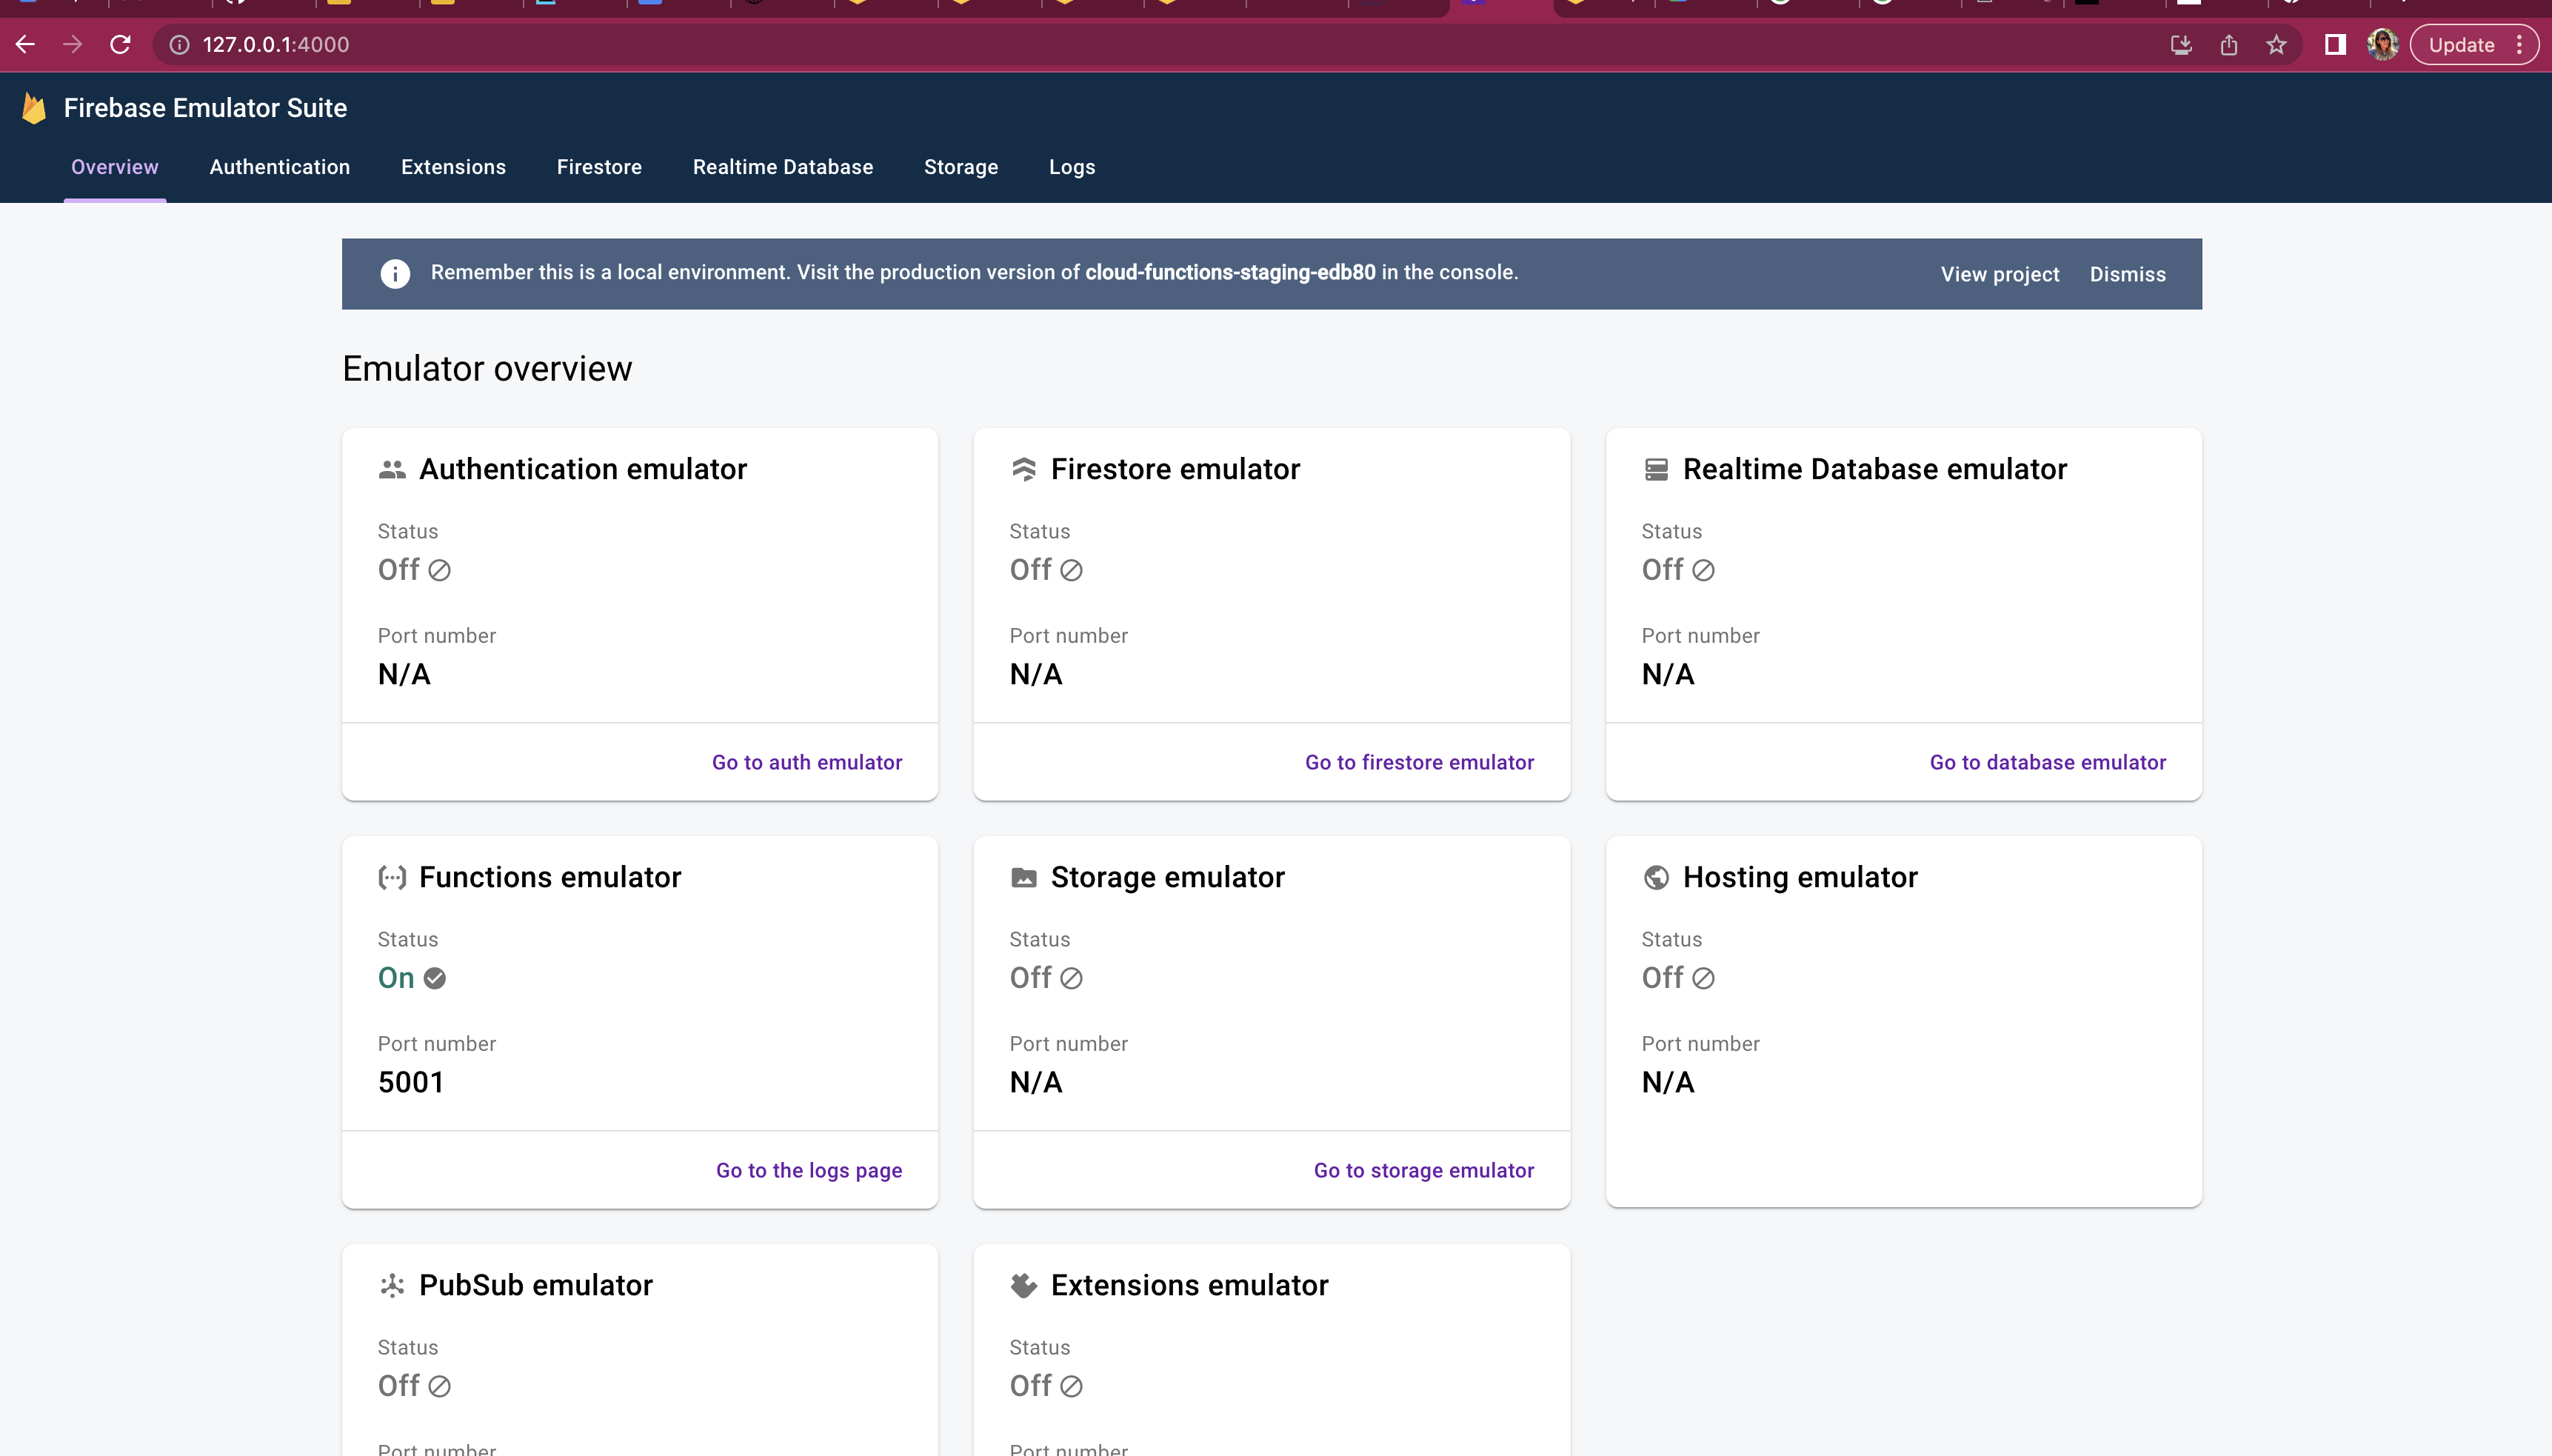 127.0.0.1:4000
Update
Firebase Emulator Suite
Overview Authentication Extensions Firestore Realtime Database Storage Logs
Remember this is a local environment. Visit the production version of cloud-functions-staging-edb80 in the console.
View project Dismiss
Emulator overview
Authentication emulator
Status
Off
Port number
N/A
Go to auth emulator
Firestore emulator
Status
Off
Port number
N/A
Go to firestore emulator
Realtime Database emulator
Status
Off
Port number
N/A
Go to database emulator
Functions emulator
Status
On
Port number
5001
Go to the logs page
Storage emulator
Status
Off
Port number
N/A
Go to storage emulator
Hosting emulator
Status
Off
Port number
N/A
PubSub emulator
Status
Off
Port number
Extensions emulator
Status
Off
Port number